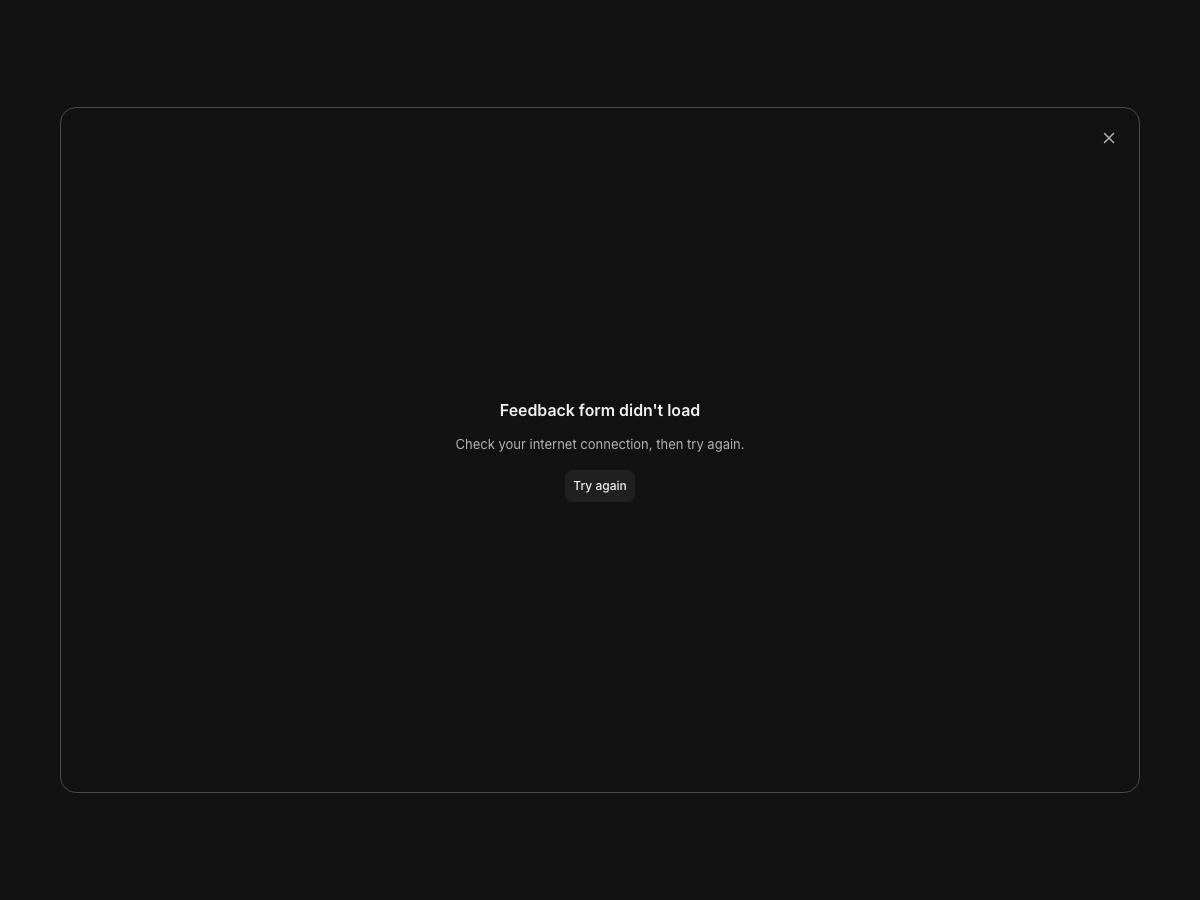 Feedback form didn't load
Check your internet connection, then try again.
Try again